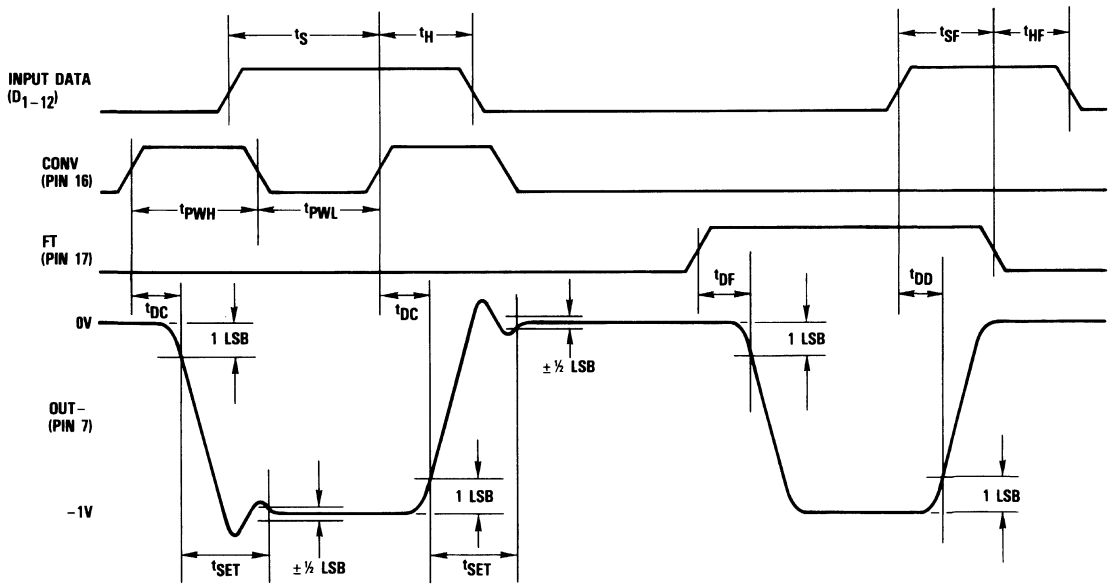 tS tH tSF tHF
INPUT DATA
(D1–12)
CONV
(PIN 16)
tPWH tPWL
FT
(PIN 17)
tDC tDC tDF tDD
0V
1 LSB
± ½ LSB
1 LSB
OUT–
(PIN 7)
1 LSB
1 LSB
–1V
tSET
± ½ LSB
tSET